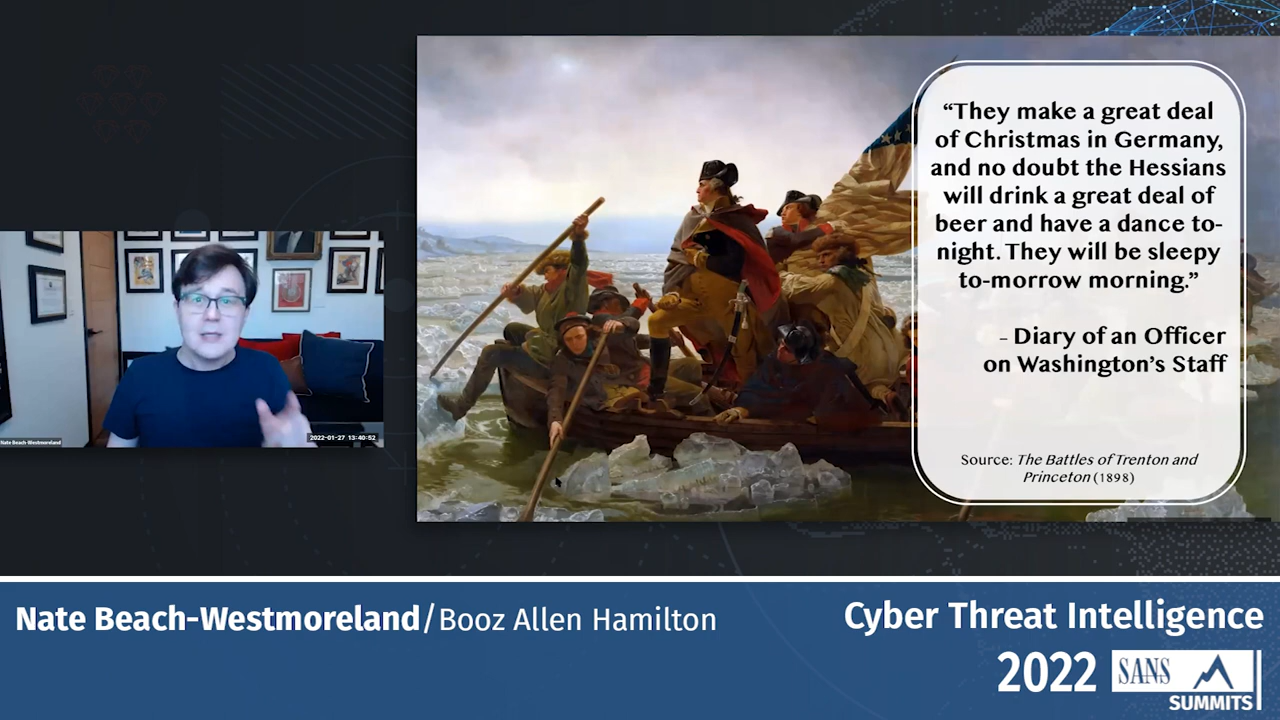 “They make a great deal
of Christmas in Germany,
and no doubt the Hessians
will drink a great deal of
beer and have a dance to-
night. They will be sleepy
to-morrow morning.”
– Diary of an Officer
on Washington’s Staff
Source: The Battles of Trenton and
Princeton (1898)
Nate Beach-Westmoreland
2022-01-27 13:40:52
Nate Beach-Westmoreland/Booz Allen Hamilton
Cyber Threat Intelligence
2022 SANS
SUMMITS